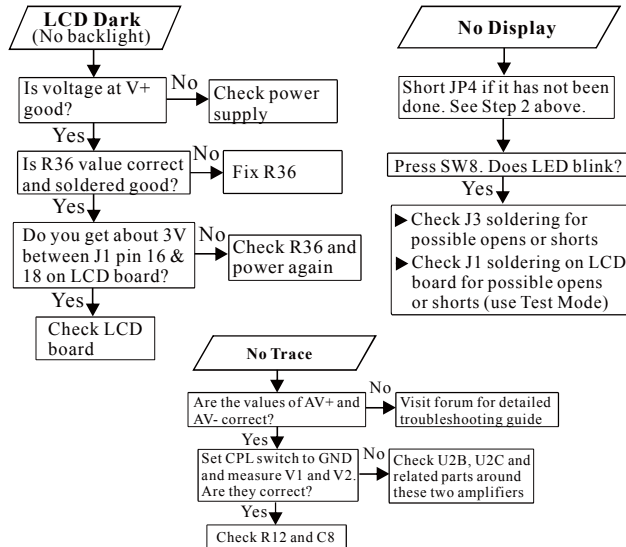 LCD Dark
(No backlight)
Is voltage at V+
good?
No
Check power
supply
Yes
Is R36 value correct
and soldered good?
No
Fix R36
Yes
Do you get about 3V
between J1 pin 16 &
18 on LCD board?
No
Check R36 and
power again
Yes
Check LCD
board
No Display
Short JP4 if it has not been
done. See Step 2 above.
Press SW8. Does LED blink?
Yes
▶ Check J3 soldering for
possible opens or shorts
▶ Check J1 soldering on LCD
board for possible opens
or shorts (use Test Mode)
No Trace
Are the values of AV+ and
AV- correct?
No
Visit forum for detailed
troubleshooting guide
Yes
Set CPL switch to GND
and measure V1 and V2.
Are they correct?
No
Check U2B, U2C and
related parts around
these two amplifiers
Yes
Check R12 and C8